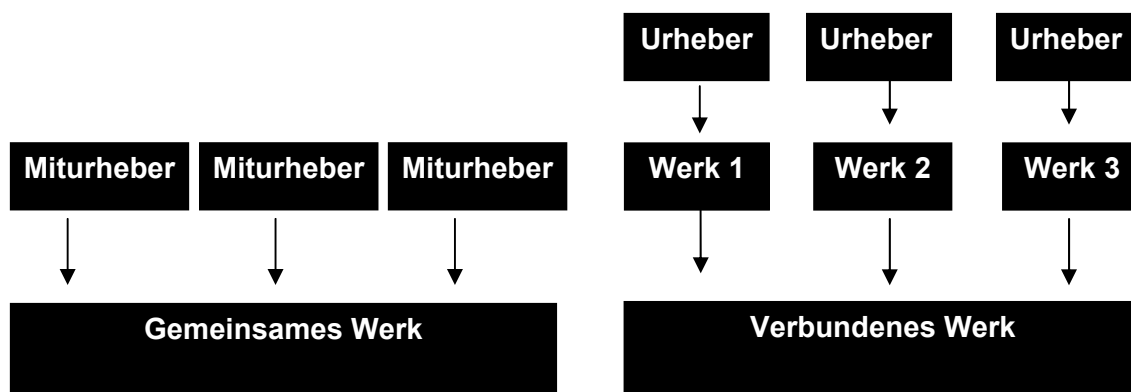 Urheber Urheber Urheber
Miturheber Miturheber Miturheber Werk 1 Werk 2 Werk 3
Gemeinsames Werk Verbundenes Werk